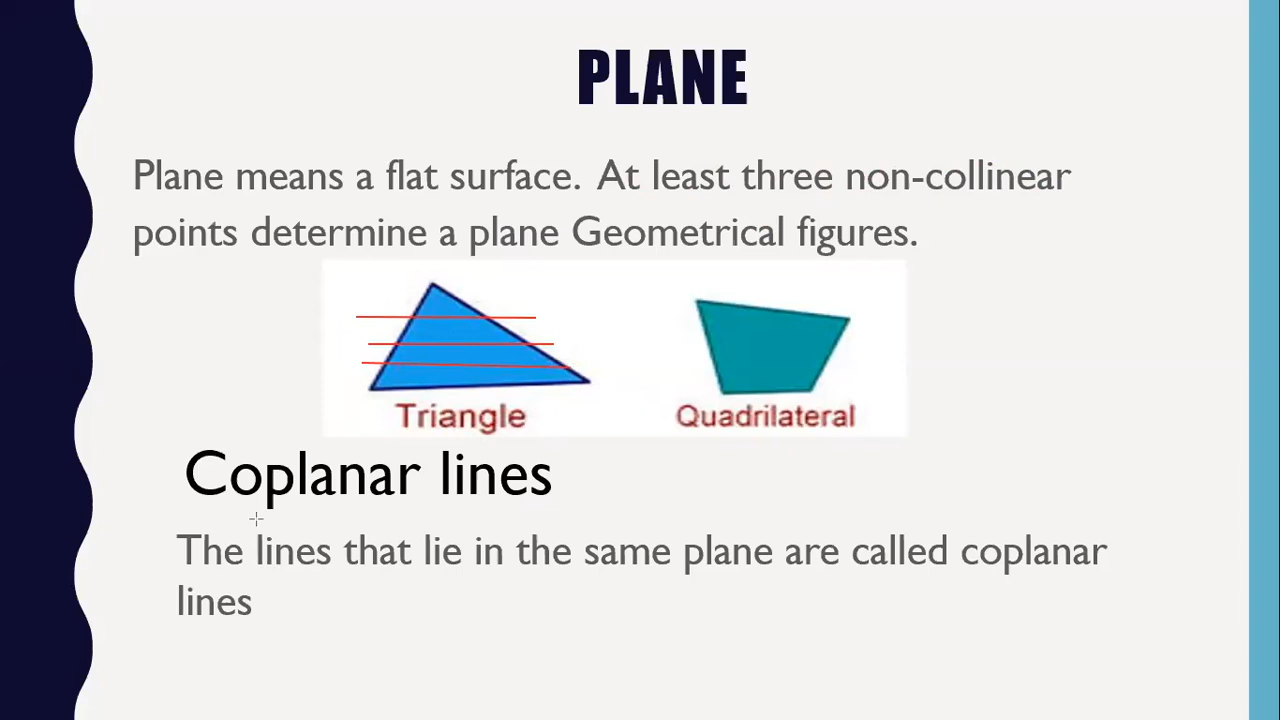 PLANE
Plane means a flat surface. At least three non-collinear
points determine a plane Geometrical figures.
Triangle
Quadrilateral
Coplanar lines
The lines that lie in the same plane are called coplanar
lines